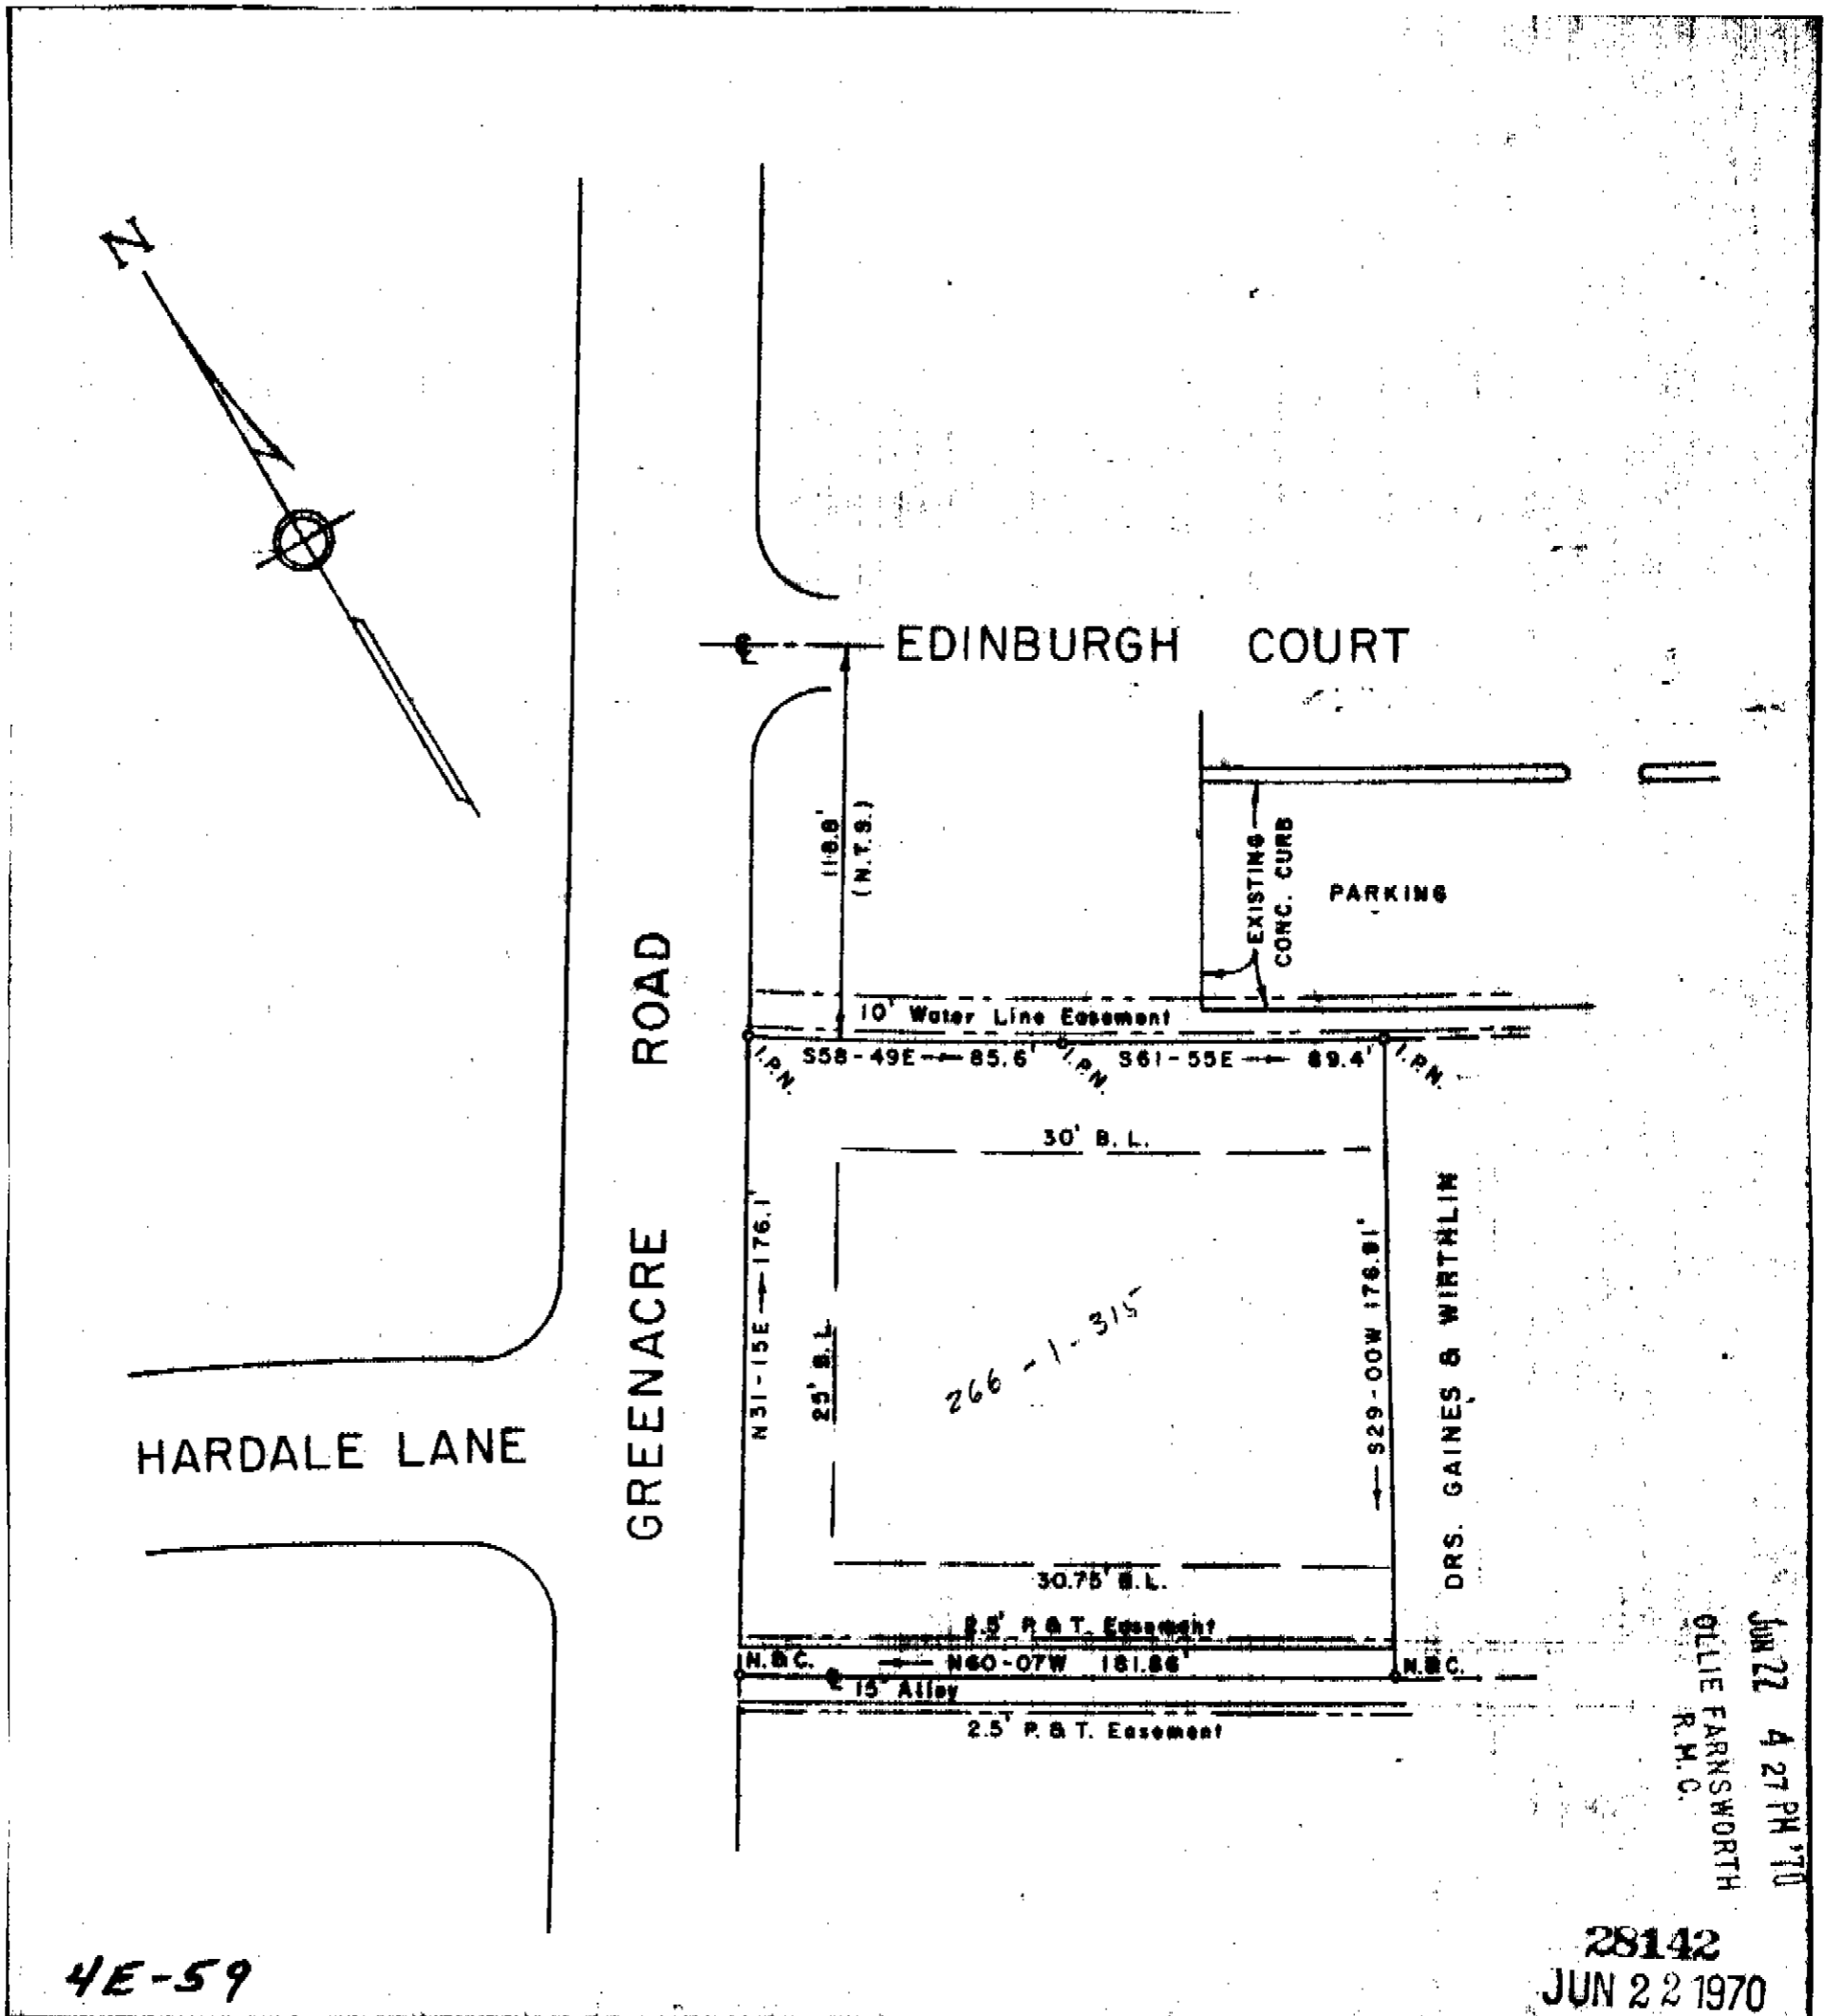 N
EDINBURGH COURT
118.8'
(N.T.S.)
EXISTING
CONC. CURB
PARKING
10' Water Line Easement
I.P.N.
S58-49E 85.6'
I.P.N.
S61-55E 89.4'
I.P.N.
30' B. L.
GREENACRE ROAD
N31-15E 176.1'
25' B.L.
266-1-315
S29-00W 176.81'
DRS. GAINES & WIRTHLIN
HARDALE LANE
30.75' B.L.
2.5' P. & T. Easement
N.&C.
N60-07W 181.86'
N.&C.
15' Alley
2.5' P. & T. Easement
JUN 22 4 27 PM '70
OLLIE FARNSWORTH
R.M.C.
4E-59
28142
JUN 22 1970